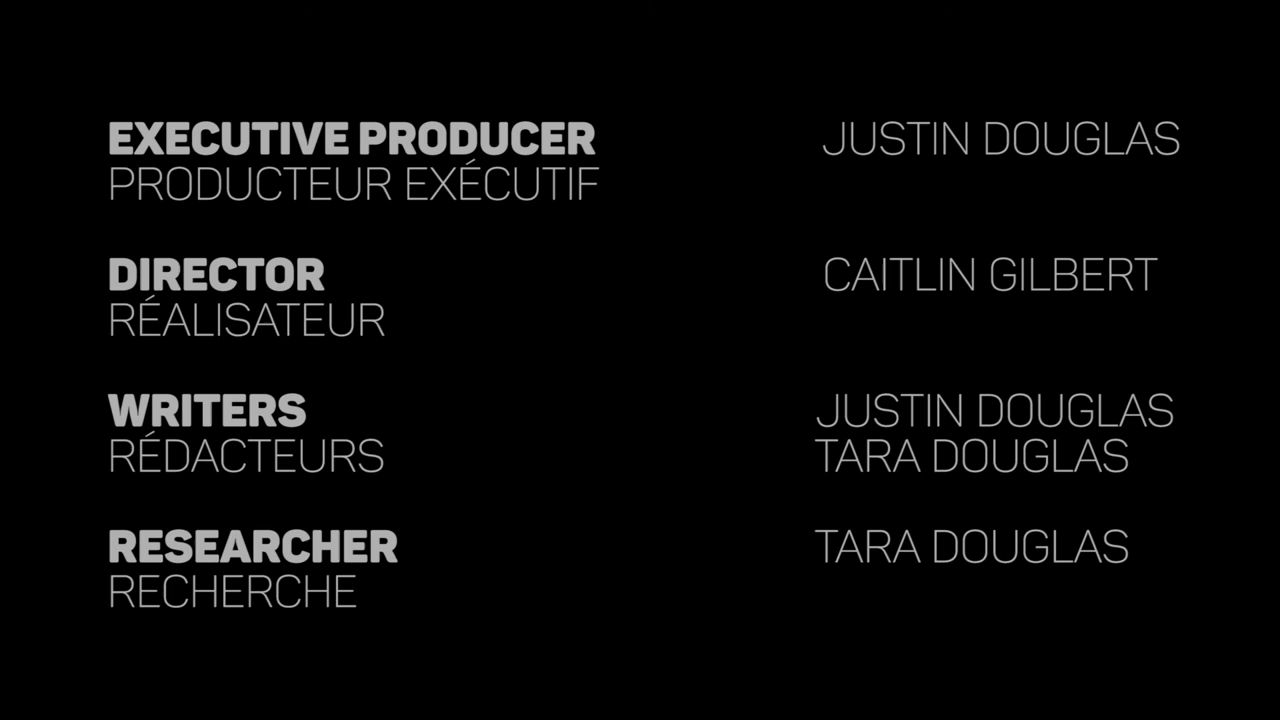 EXECUTIVE PRODUCER JUSTIN DOUGLAS
PRODUCTEUR EXÉCUTIF
DIRECTOR CAITLIN GILBERT
RÉALISATEUR
WRITERS JUSTIN DOUGLAS
RÉDACTEURS TARA DOUGLAS
RESEARCHER TARA DOUGLAS
RECHERCHE